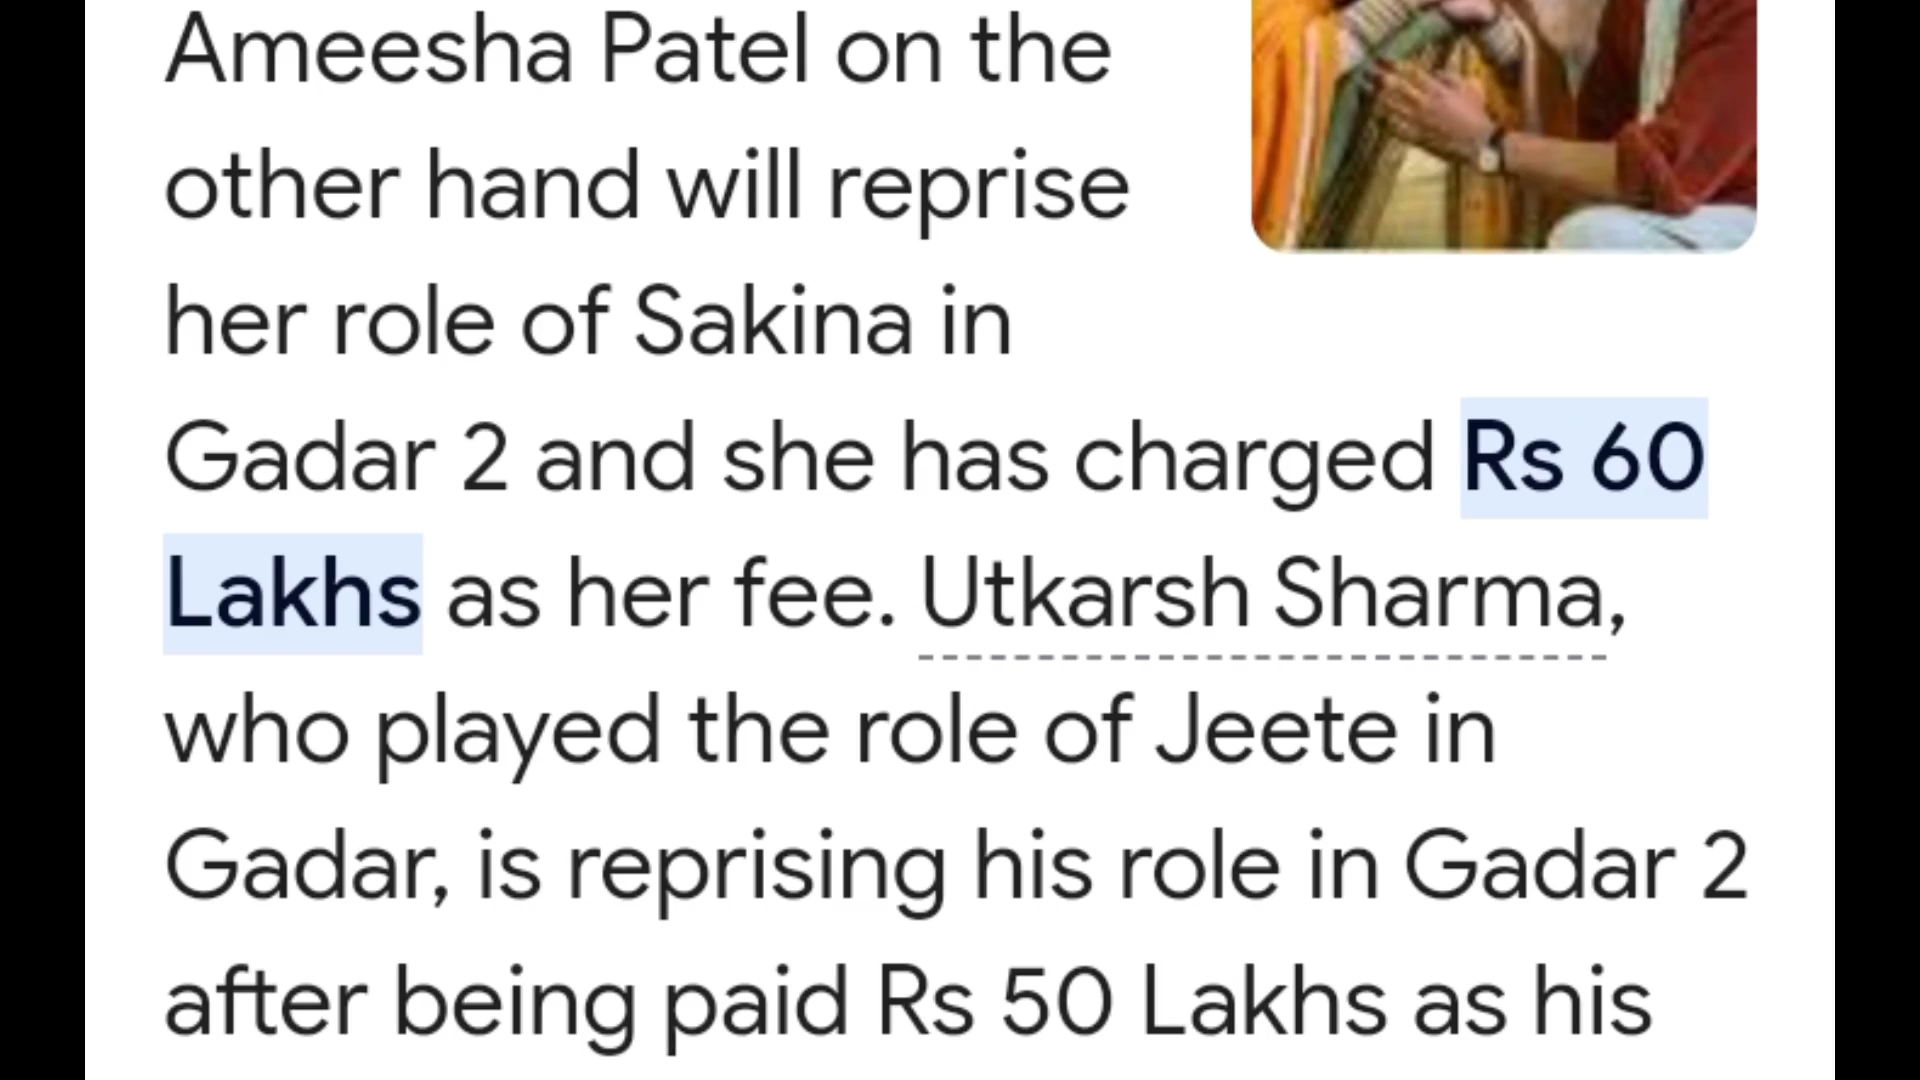 Ameesha Patel on the
other hand will reprise
her role of Sakina in
Gadar 2 and she has charged Rs 60
Lakhs as her fee. Utkarsh Sharma,
who played the role of Jeete in
Gadar, is reprising his role in Gadar 2
after being paid Rs 50 Lakhs as his